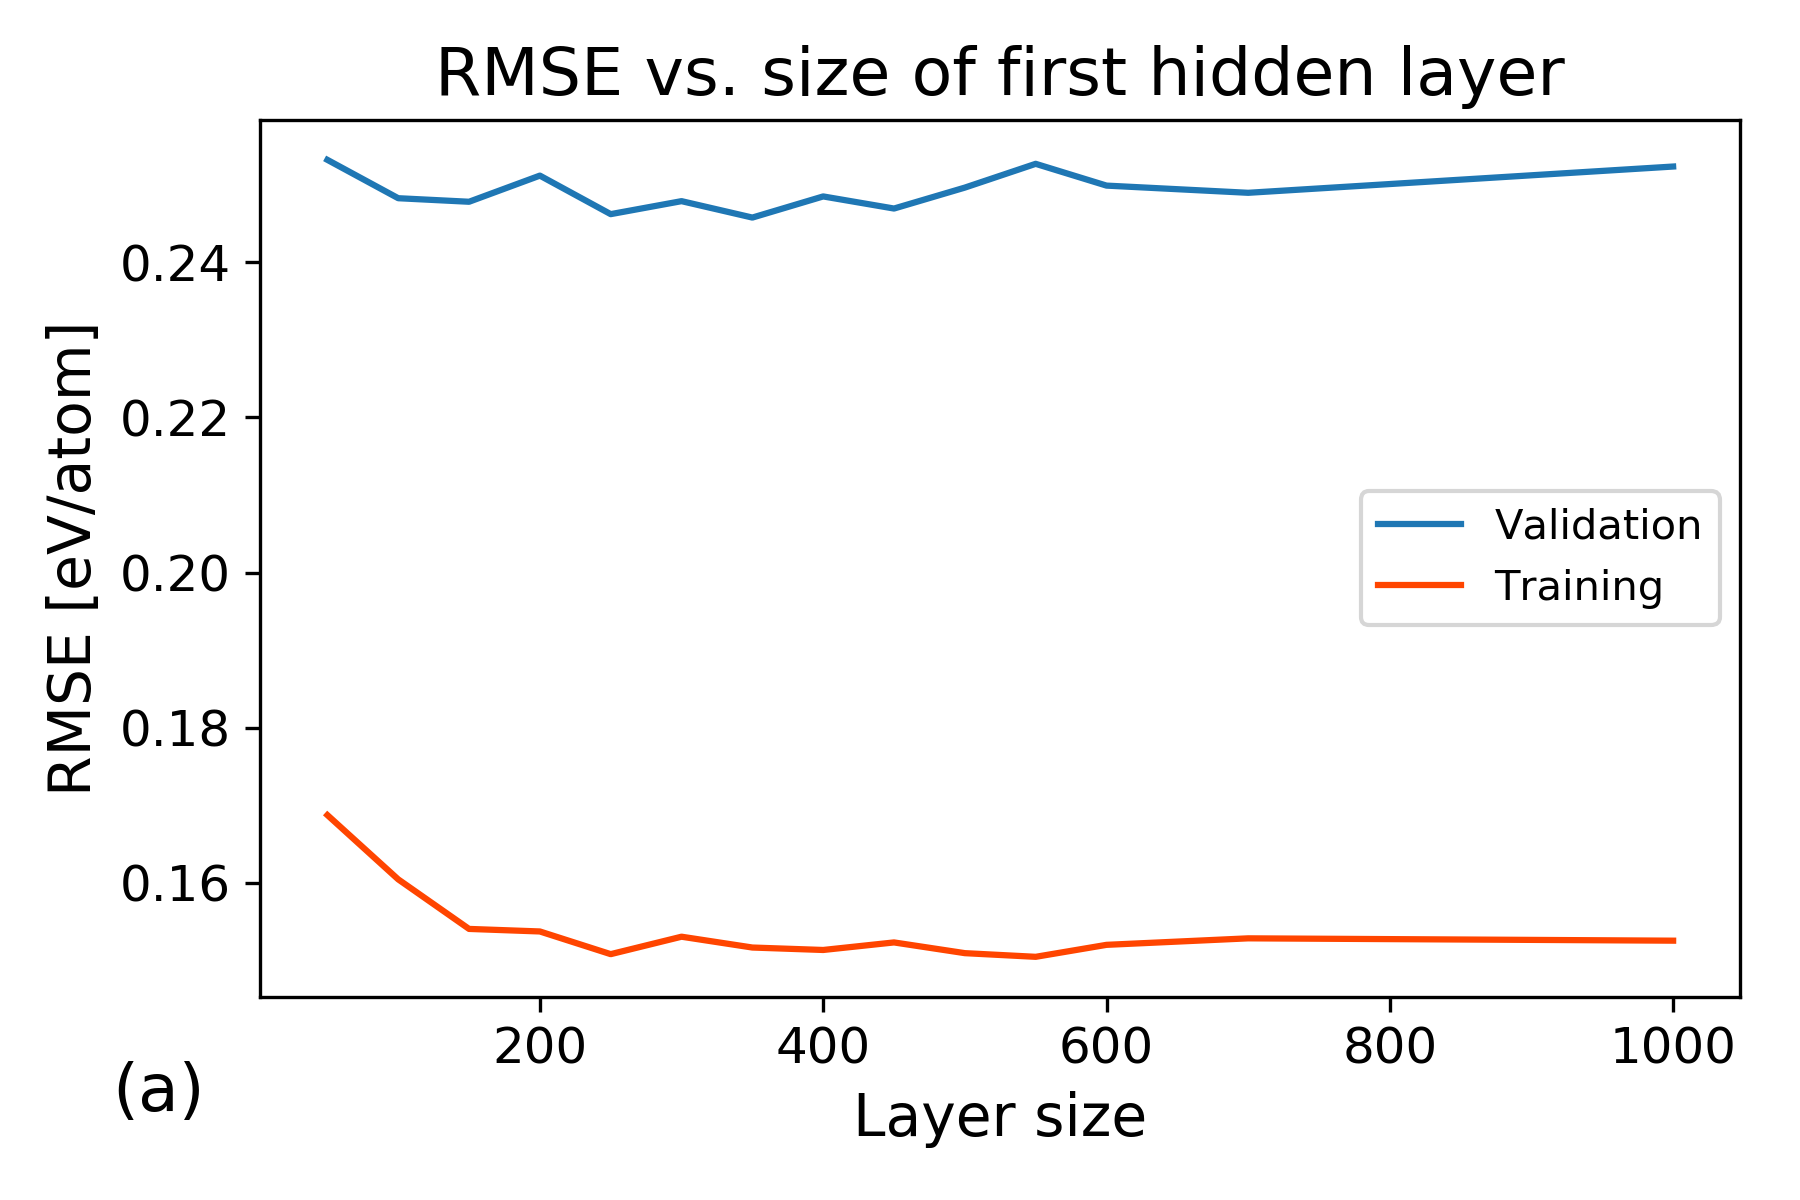 RMSE vs. size of first hidden layer
RMSE [eV/atom]
0.24
0.22
0.20
0.18
0.16
Validation
Training
200
400
600
800
1000
Layer size
(a)